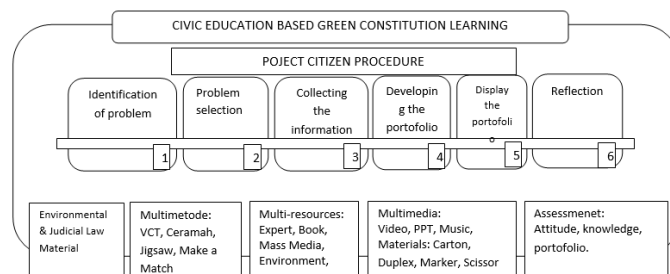 CIVIC EDUCATION BASED GREEN CONSTITUTION LEARNING
POJECT CITIZEN PROCEDURE
Identification
of problem
1
Problem
selection
2
Collecting
the
information
3
Developin
g the
portofolio
4
Display
the
portofoli
o
5
Reflection
6
Environmental
& Judicial Law
Material
Multimetode:
VCT, Ceramah,
Jigsaw, Make a
Match
Multi-resources:
Expert, Book,
Mass Media,
Environment,
Multimedia:
Video, PPT, Music,
Materials: Carton,
Duplex, Marker, Scissor
Assessmenet:
Attitude, knowledge,
portofolio.